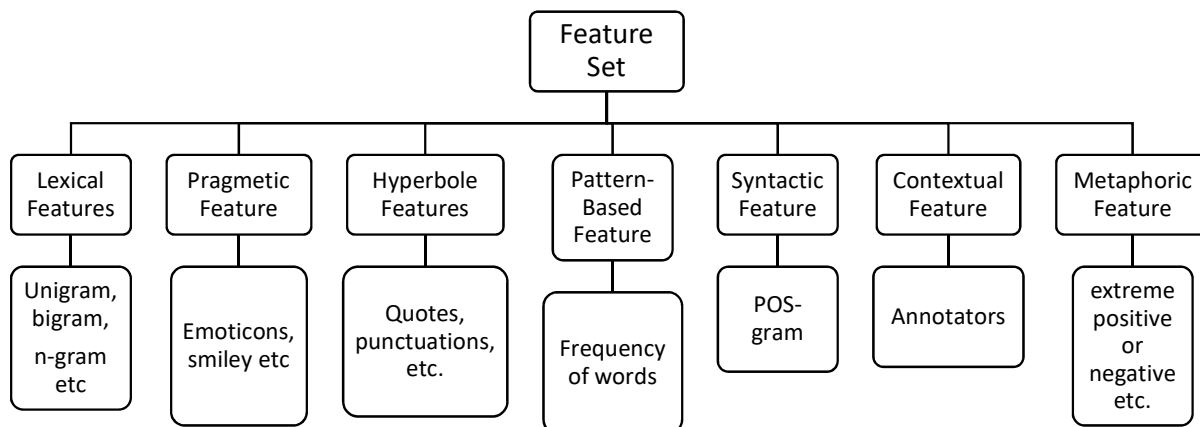 Feature
Set
Lexical
Features
Pragmetic
Feature
Hyperbole
Features
Pattern-
Based
Feature
Syntactic
Feature
Contextual
Feature
Metaphoric
Feature
Unigram,
bigram,
n-gram
etc
Emoticons,
smiley etc
Quotes,
punctuations,
etc.
Frequency
of words
POS-
gram
Annotators
extreme
positive
or
negative
etc.